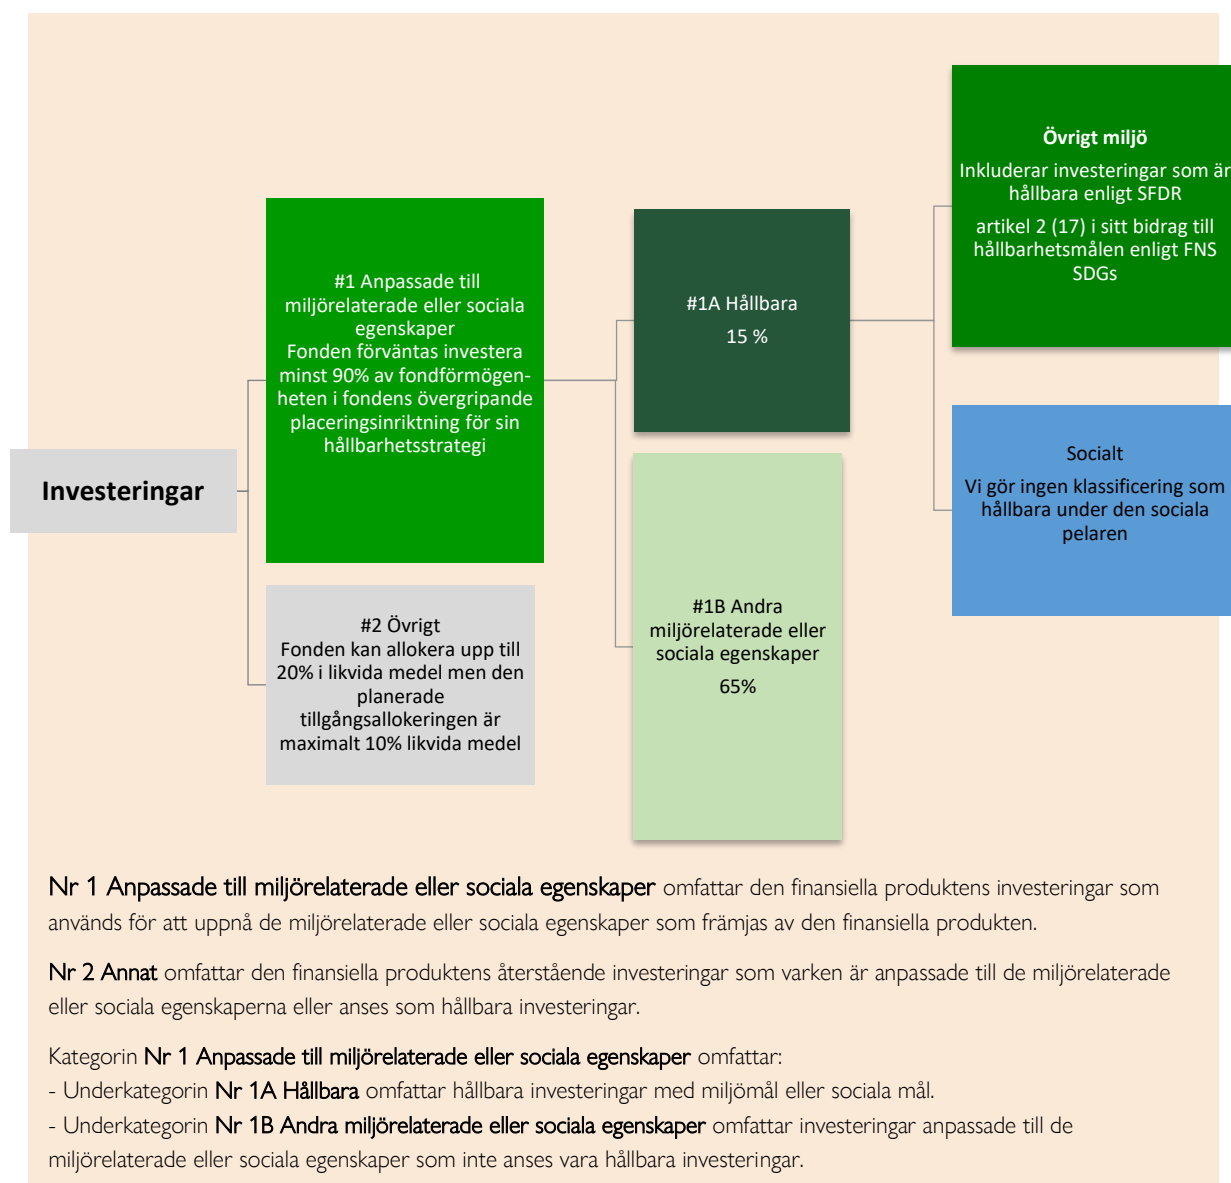 Investeringar
#1 Anpassade till
miljörelaterade eller sociala
egenskaper
Fonden förväntas investera
minst 90% av fondförmögen-
heten i fondens övergripande
placeringsinriktning för sin
hållbarhetsstrategi
#2 Övrigt
Fonden kan allokera upp till
20% i likvida medel men den
planerade
tillgångsallokeringen är
maximalt 10% likvida medel
#1A Hållbara
15 %
#1B Andra
miljörelaterade eller
sociala egenskaper
65%
Övrigt miljö
Inkluderar investeringar som är
hållbara enligt SFDR
artikel 2 (17) i sitt bidrag till
hållbarhetsmålen enligt FNS
SDGs
Socialt
Vi gör ingen klassificering som
hållbara under den sociala
pelaren
Nr 1 Anpassade till miljörelaterade eller sociala egenskaper omfattar den finansiella produktens investeringar som
används för att uppnå de miljörelaterade eller sociala egenskaper som främjas av den finansiella produkten.
Nr 2 Annat omfattar den finansiella produktens återstående investeringar som varken är anpassade till de miljörelaterade
eller sociala egenskaperna eller anses som hållbara investeringar.
Kategorin Nr 1 Anpassade till miljörelaterade eller sociala egenskaper omfattar:
- Underkategorin Nr 1A Hållbara omfattar hållbara investeringar med miljömål eller sociala mål.
- Underkategorin Nr 1B Andra miljörelaterade eller sociala egenskaper omfattar investeringar anpassade till de
miljörelaterade eller sociala egenskaper som inte anses vara hållbara investeringar.